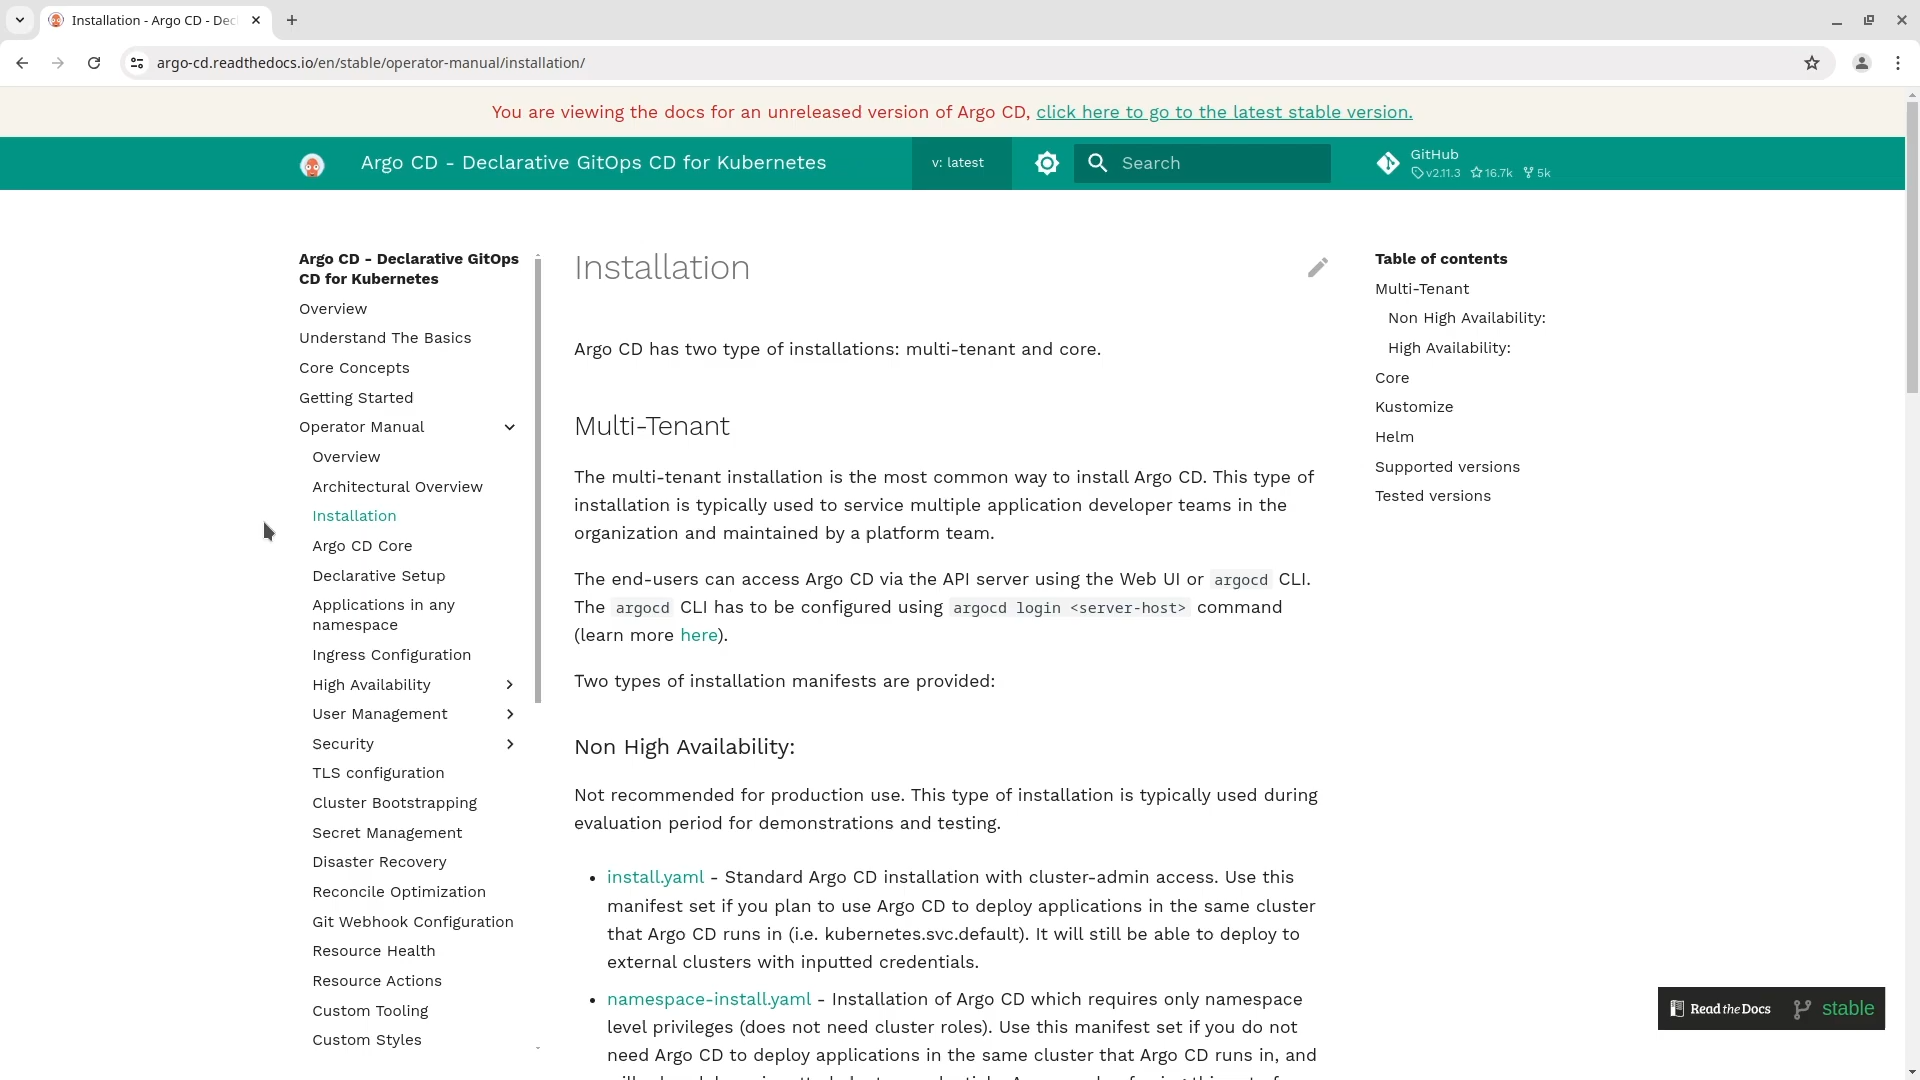 Installation - Argo CD - Dec
argo-cd.readthedocs.io/en/stable/operator-manual/installation/
You are viewing the docs for an unreleased version of Argo CD, click here to go to the latest stable version.
Argo CD - Declarative GitOps CD for Kubernetes
v: latest
Search
GitHub
v2.11.3 16.7k 5k
Argo CD - Declarative GitOps
CD for Kubernetes
Overview
Understand The Basics
Core Concepts
Getting Started
Operator Manual
Overview
Architectural Overview
Installation
Argo CD Core
Declarative Setup
Applications in any
namespace
Ingress Configuration
High Availability
User Management
Security
TLS configuration
Cluster Bootstrapping
Secret Management
Disaster Recovery
Reconcile Optimization
Git Webhook Configuration
Resource Health
Resource Actions
Custom Tooling
Custom Styles
Installation
Argo CD has two type of installations: multi-tenant and core.
Multi-Tenant
The multi-tenant installation is the most common way to install Argo CD. This type of
installation is typically used to service multiple application developer teams in the
organization and maintained by a platform team.
The end-users can access Argo CD via the API server using the Web UI or argocd CLI.
The argocd CLI has to be configured using argocd login <server-host> command
(learn more here).
Two types of installation manifests are provided:
Non High Availability:
Not recommended for production use. This type of installation is typically used during
evaluation period for demonstrations and testing.
• install.yaml - Standard Argo CD installation with cluster-admin access. Use this
manifest set if you plan to use Argo CD to deploy applications in the same cluster
that Argo CD runs in (i.e. kubernetes.svc.default). It will still be able to deploy to
external clusters with inputted credentials.
• namespace-install.yaml - Installation of Argo CD which requires only namespace
level privileges (does not need cluster roles). Use this manifest set if you do not
need Argo CD to deploy applications in the same cluster that Argo CD runs in, and
Table of contents
Multi-Tenant
Non High Availability:
High Availability:
Core
Kustomize
Helm
Supported versions
Tested versions
Read the Docs stable